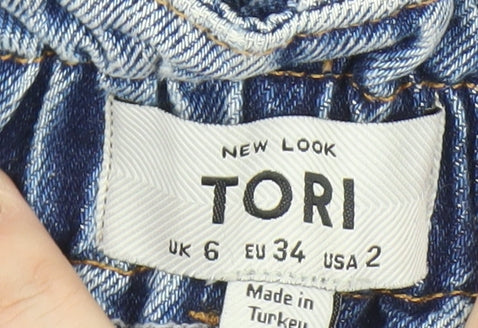 NEW LOOK
TORI
UK 6 EU 34 USA 2
Made in
Turkey